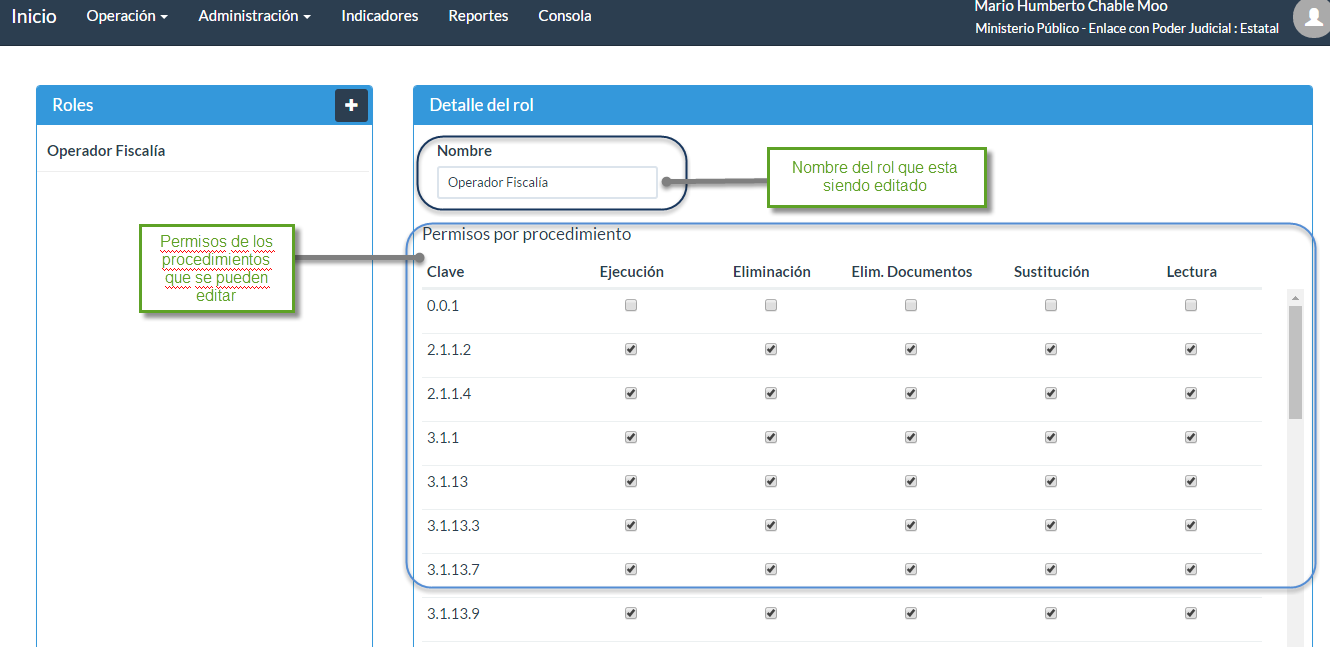 Inicio Operación Administración Indicadores Reportes Consola
Mario Humberto Chable Moo
Ministerio Público - Enlace con Poder Judicial : Estatal
Roles +
Operador Fiscalía
Permisos de los
procedimientos
que se pueden
editar
Detalle del rol
Nombre
Operador Fiscalía
Nombre del rol que esta
siendo editado
Permisos por procedimiento
Clave Ejecución Eliminación Elim. Documentos Sustitución Lectura
0.0.1
2.1.1.2
2.1.1.4
3.1.1
3.1.13
3.1.13.3
3.1.13.7
3.1.13.9